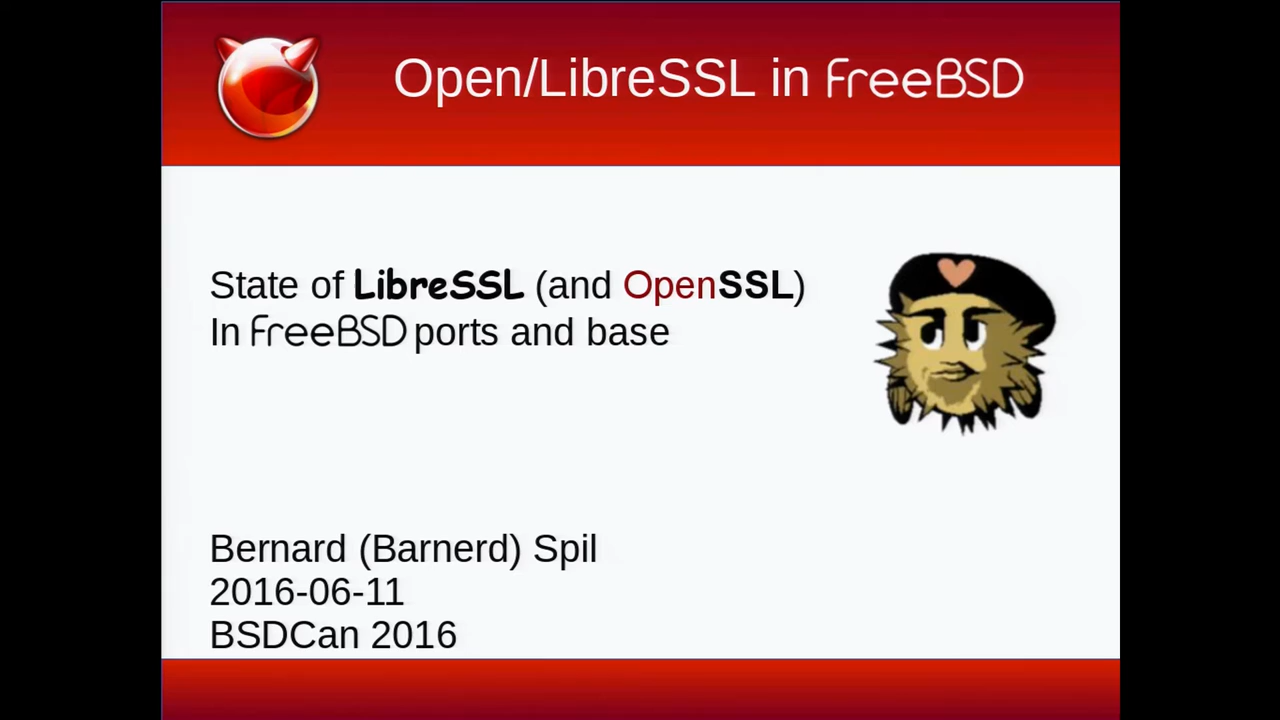 Open/LibreSSL in FreeBSD
State of LibreSSL (and OpenSSL)
In FreeBSD ports and base
Bernard (Barnerd) Spil
2016-06-11
BSDCan 2016